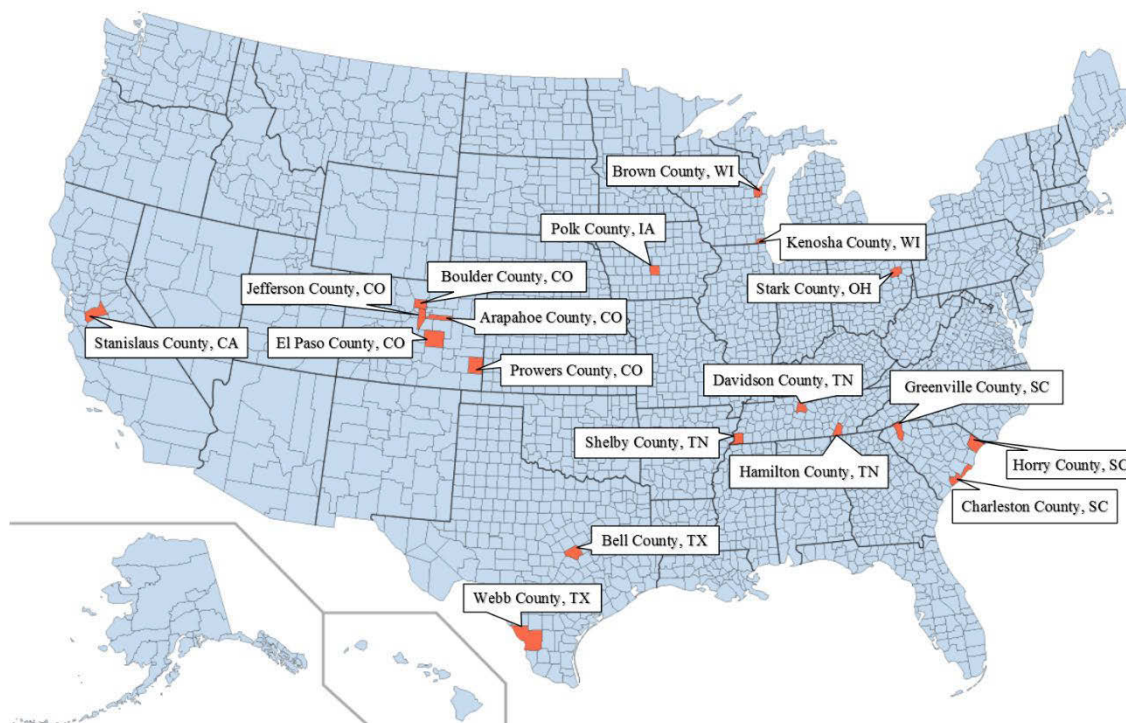 Brown County, WI
Polk County, IA
Kenosha County, WI
Boulder County, CO
Jefferson County, CO
Stark County, OH
Arapahoe County, CO
Stanislaus County, CA
El Paso County, CO
Prowers County, CO
Davidson County, TN
Greenville County, SC
Shelby County, TN
Hamilton County, TN
Horry County, SC
Charleston County, SC
Bell County, TX
Webb County, TX